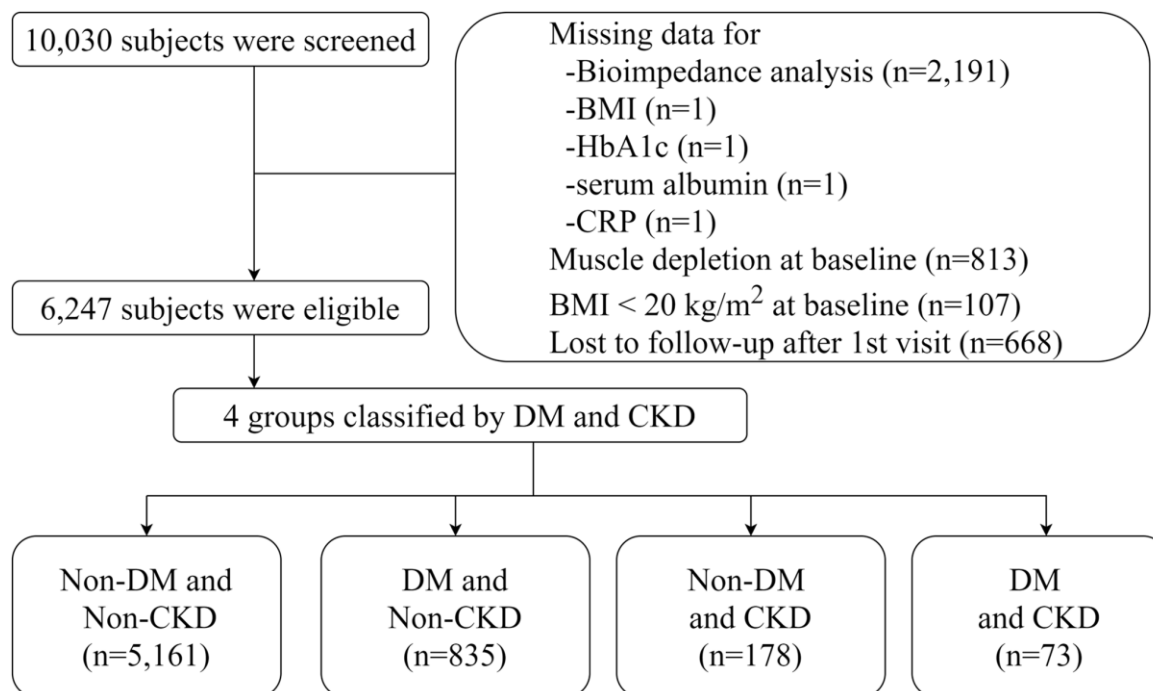 10,030 subjects were screened
Missing data for
-Bioimpedance analysis (n=2,191)
-BMI (n=1)
-HbA1c (n=1)
-serum albumin (n=1)
-CRP (n=1)
Muscle depletion at baseline (n=813)
BMI < 20 kg/m² at baseline (n=107)
Lost to follow-up after 1st visit (n=668)
6,247 subjects were eligible
4 groups classified by DM and CKD
Non-DM and
Non-CKD
(n=5,161)
DM and
Non-CKD
(n=835)
Non-DM
and CKD
(n=178)
DM
and CKD
(n=73)